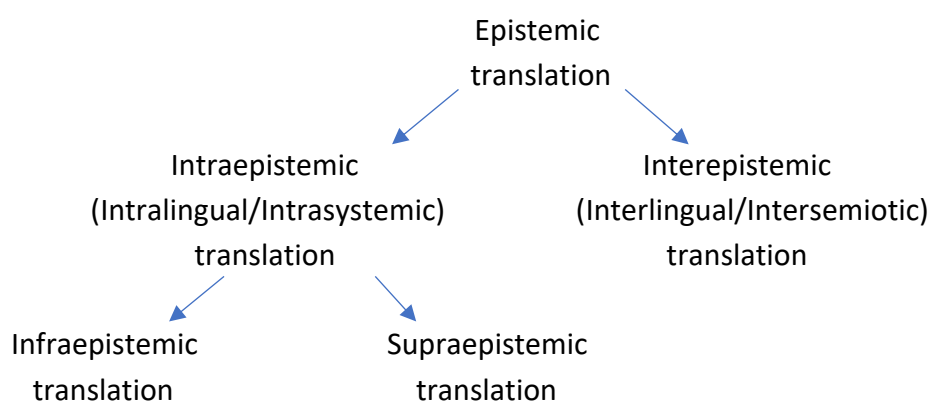 Epistemic
translation
Intraepistemic
(Intralingual/Intrasystemic)
translation
Interepistemic
(Interlingual/Intersemiotic)
translation
Infraepistemic
translation
Supraepistemic
translation